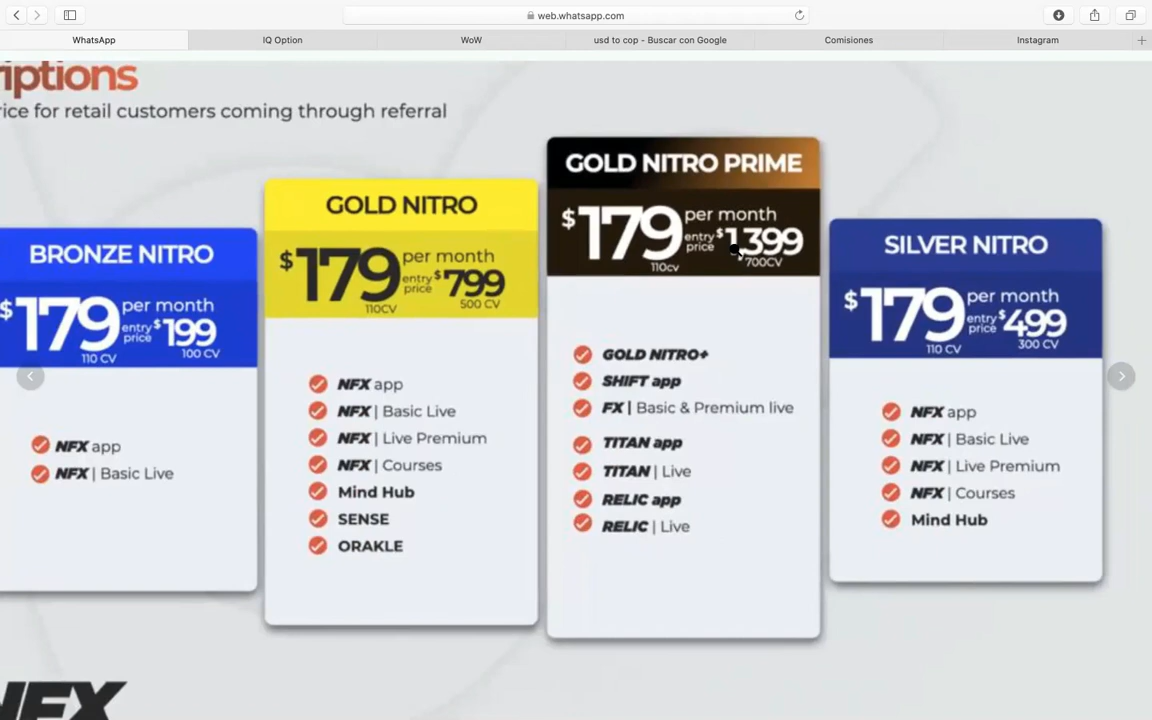 web.whatsapp.com
WhatsApp
IQ Option
WoW
usd to cop - Buscar con Google
Comisiones
Instagram
riptions
rice for retail customers coming through referral
BRONZE NITRO
$179 per month
entry price $199
110 CV
100 CV
NFX app
NFX | Basic Live
GOLD NITRO
$179 per month
entry price $799
110CV
500 CV
NFX app
NFX | Basic Live
NFX | Live Premium
NFX | Courses
Mind Hub
SENSE
ORAKLE
GOLD NITRO PRIME
$179 per month
entry price $1,399
110cv
700CV
GOLD NITRO+
SHIFT app
FX | Basic & Premium live
TITAN app
TITAN | Live
RELIC app
RELIC | Live
SILVER NITRO
$179 per month
entry price $499
110 CV
300 CV
NFX app
NFX | Basic Live
NFX | Live Premium
NFX | Courses
Mind Hub
NFX